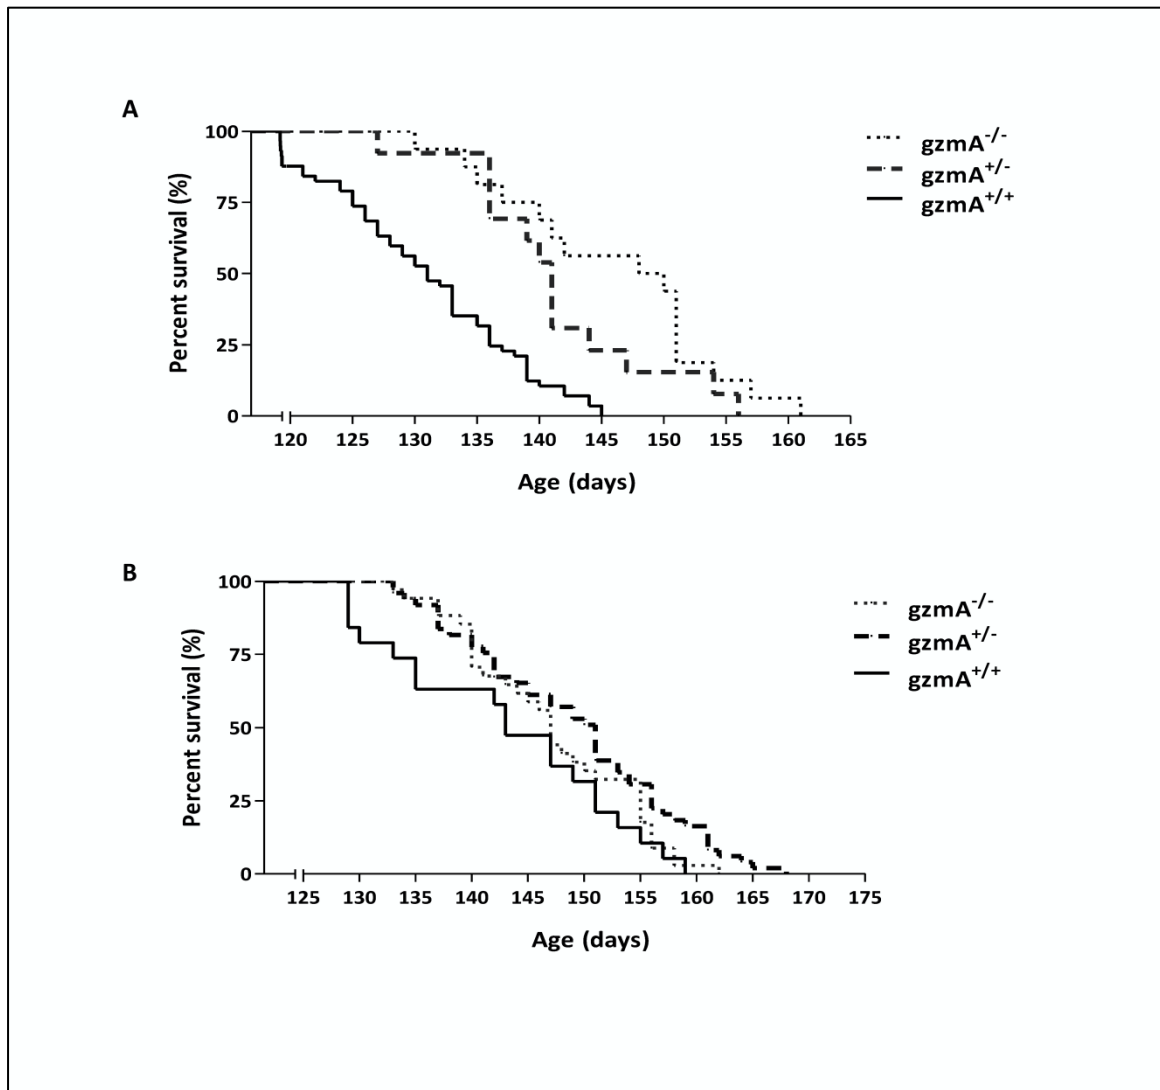 A
100
75
50
25
0
Percent survival (%)
120 125 130 135 140 145 150 155 160 165
Age (days)
gzmA-/-
gzmA+/-
gzmA+/+
B
100
75
50
25
0
Percent survival (%)
125 130 135 140 145 150 155 160 165 170 175
Age (days)
gzmA-/-
gzmA+/-
gzmA+/+